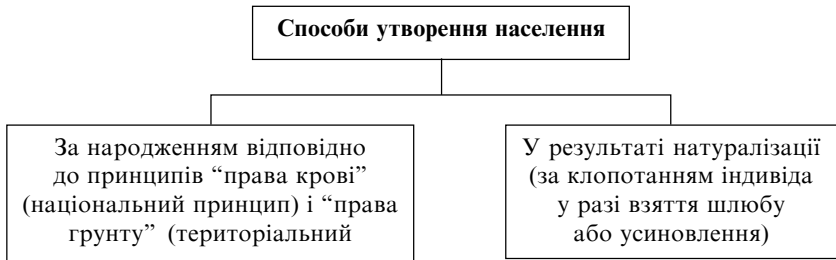 Способи утворення населення
За народженням відповідно
до принципів “права крові”
(національний принцип) і “права
грунту” (територіальний
У результаті натуралізації
(за клопотанням індивіда
у разі взяття шлюбу
або усиновлення)